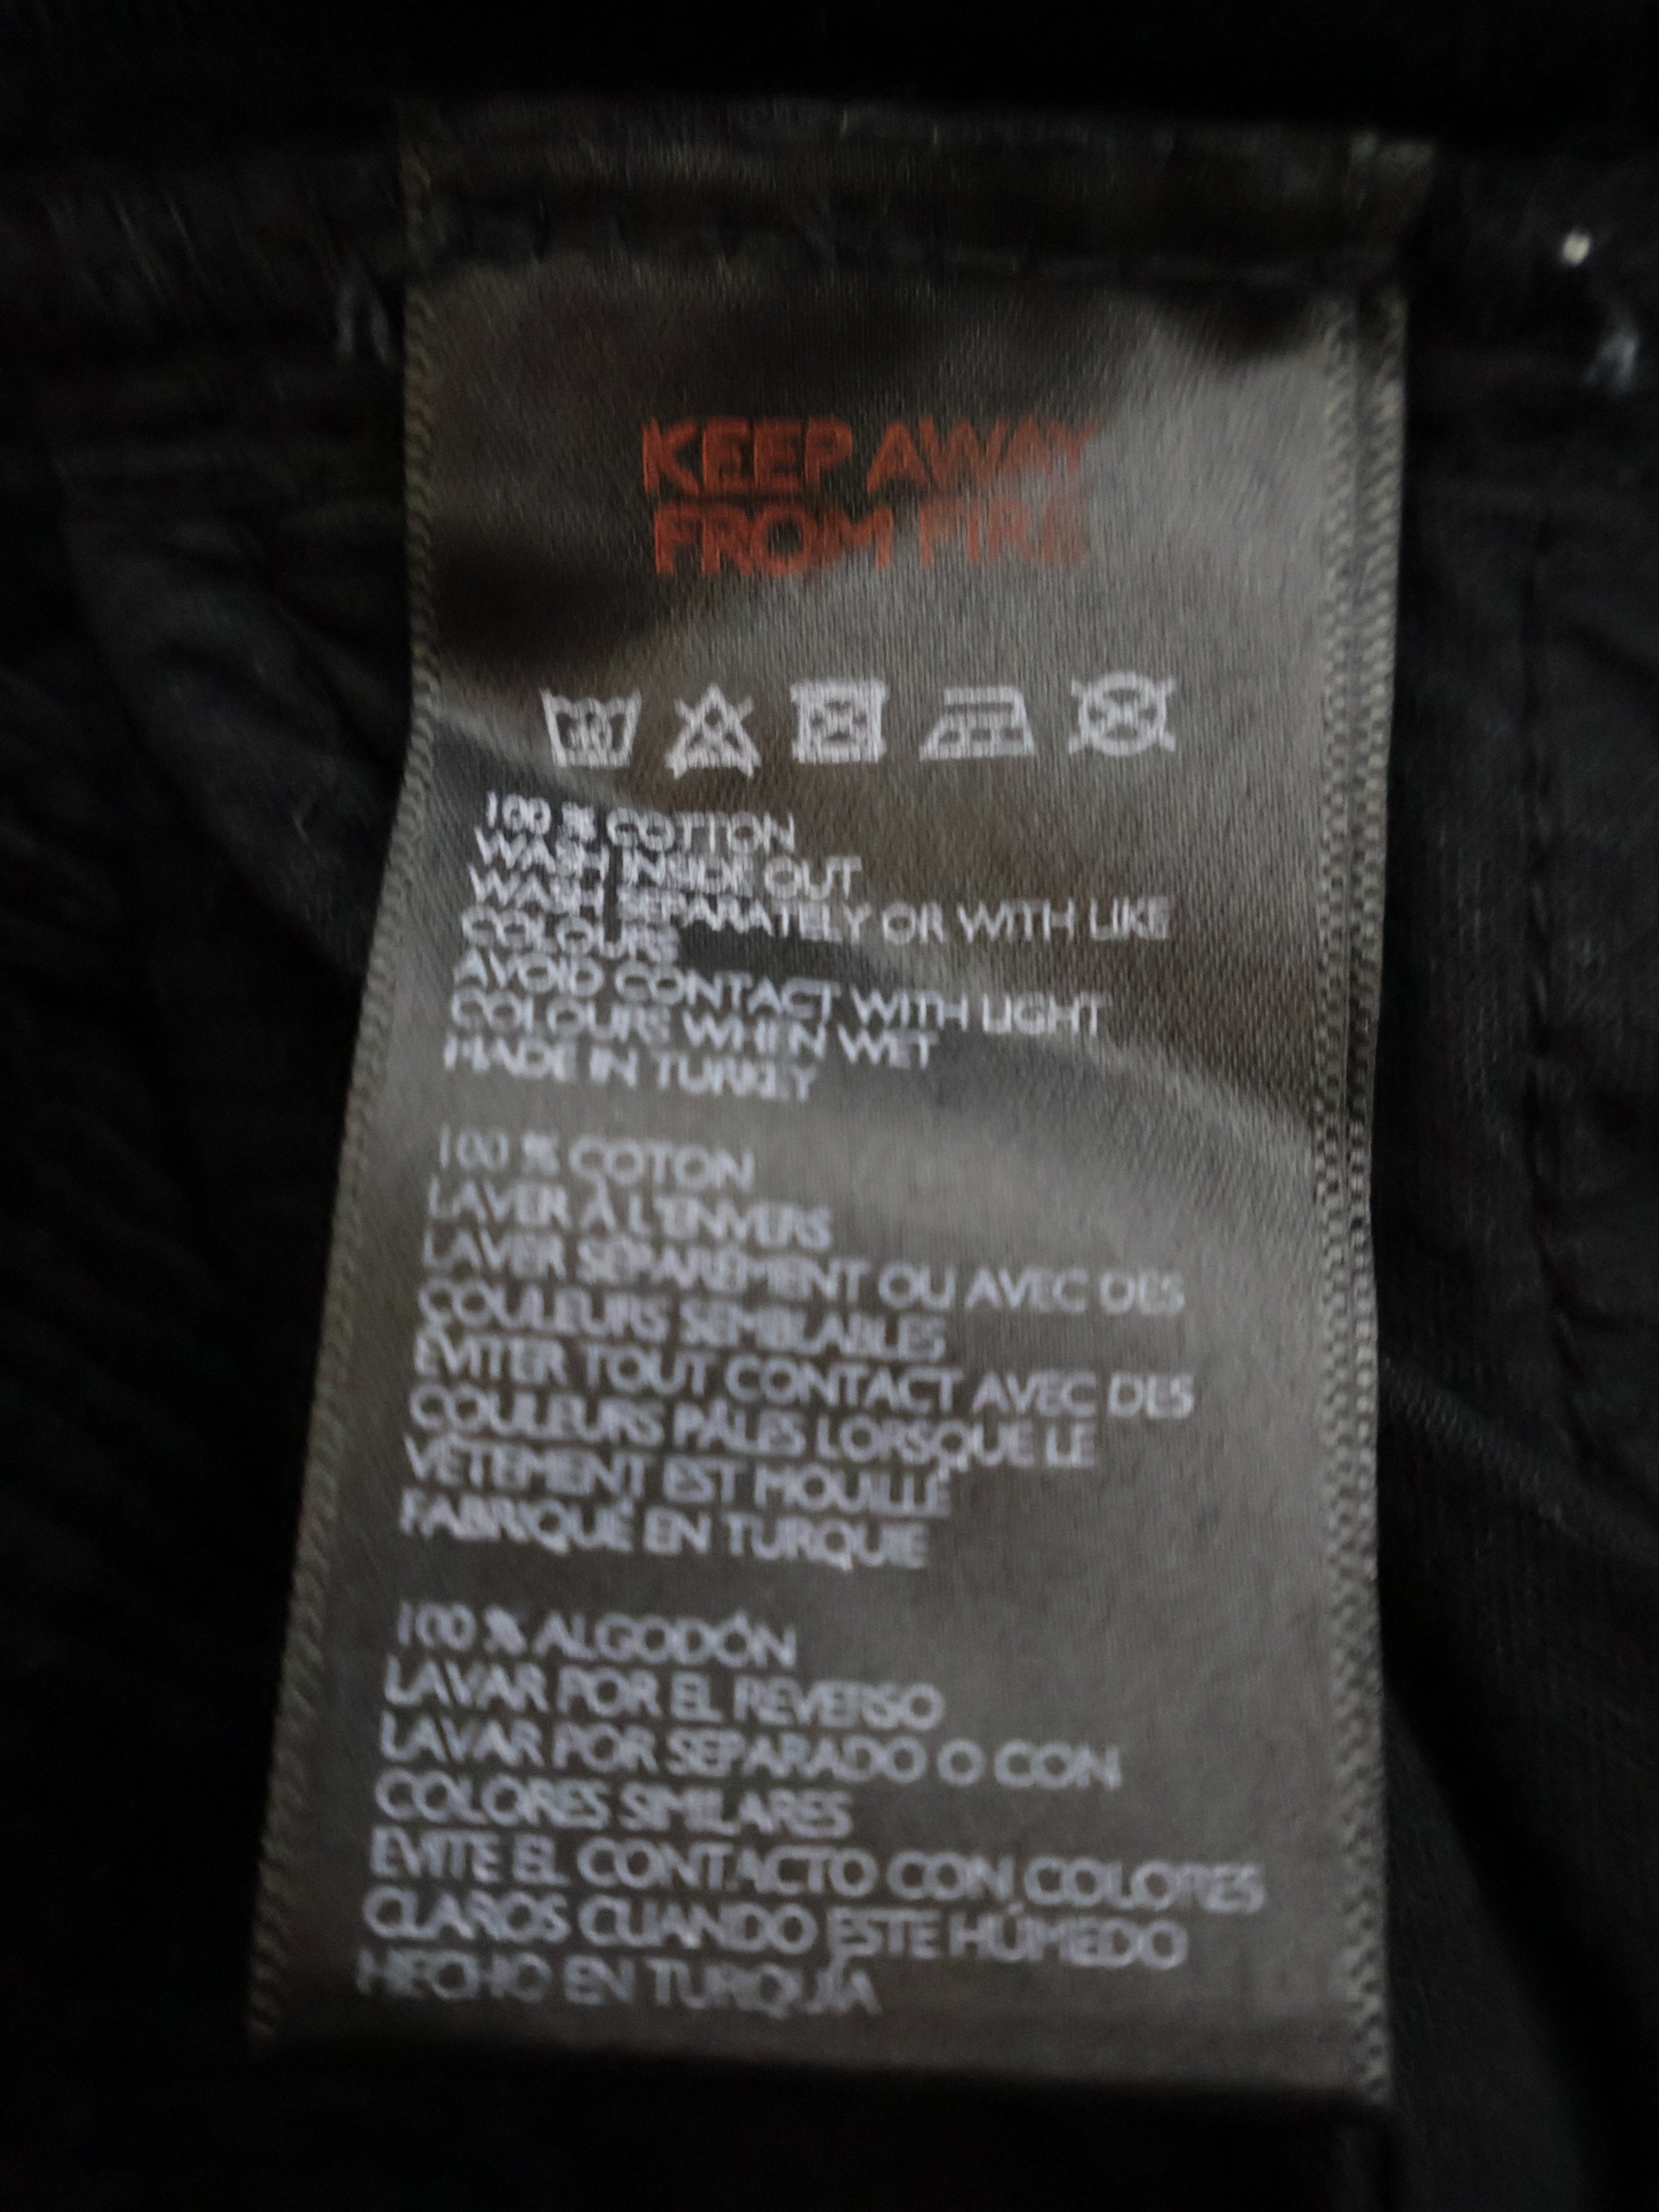 KEEP AWAY
FROM FIRE
100 % COTTON
WASH INSIDE OUT
WASH SEPARATELY OR WITH LIKE
COLOURS
AVOID CONTACT WITH LIGHT
COLOURS WHEN WET
MADE IN TURKEY
100 % COTON
LAVER À L'ENVERS
LAVER SÉPARÉMENT OU AVEC DES
COULEURS SEMBLABLES
ÉVITER TOUT CONTACT AVEC DES
COULEURS PÂLES LORSQUE LE
VÊTEMENT EST MOUILLÉ
FABRIQUÉ EN TURQUIE
100 % ALGODÓN
LAVAR POR EL REVERSO
LAVAR POR SEPARADO O CON
COLORES SIMILARES
EVITE EL CONTACTO CON COLORES
CLAROS CUANDO ESTE HÚMEDO
HECHO EN TURQUÍA